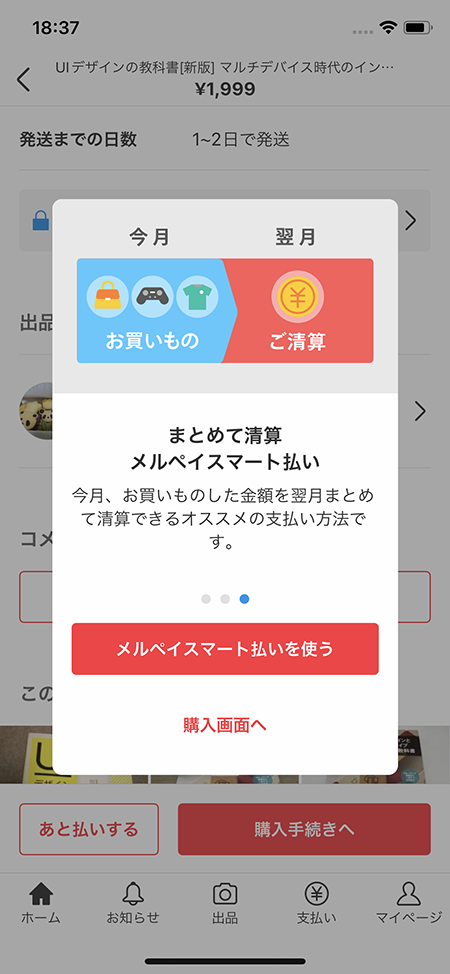 18:37
UIデザインの教科書[新版] マルチデバイス時代のイン…
¥1,999
発送までの日数 1~2日で発送
今月 翌月
お買いもの ご清算
出品
まとめて清算
メルペイスマート払い
今月、お買いものした金額を翌月まとめ
て清算できるオススメの支払い方法で
す。
コメ
メルペイスマート払いを使う
この
購入画面へ
UI
デザイン
教科書
あと払いする 購入手続きへ
ホーム お知らせ 出品 支払い マイページ